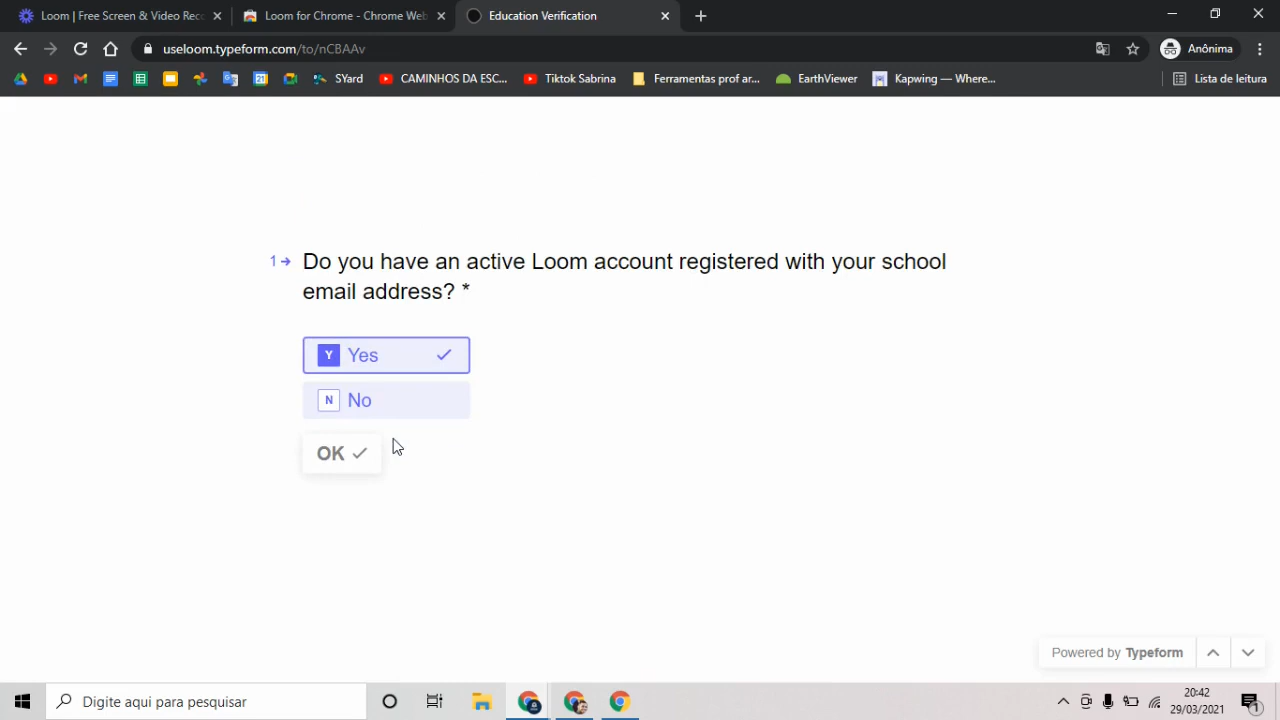 Loom | Free Screen & Video Reco
Loom for Chrome - Chrome Web
Education Verification
useloom.typeform.com/to/nCBAAv
Anônima
SYard
CAMINHOS DA ESC...
Tiktok Sabrina
Ferramentas prof or...
EarthViewer
Kapwing — Where...
Lista de leitura
1 Do you have an active Loom account registered with your school
email address? *
Y Yes
N No
OK
Powered by Typeform
Digite aqui para pesquisar
20:42
29/03/2021
1